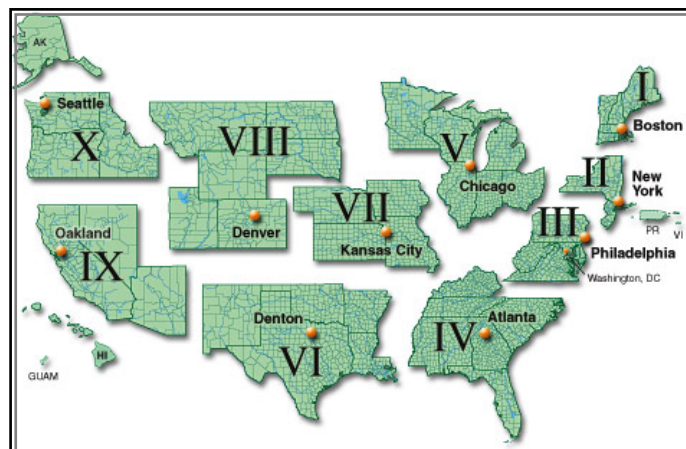 AK
Seattle
X
VIII
V
I
Boston
II
New
York
Chicago
VII
III
PR
VI
Oakland
Denver
Kansas City
Philadelphia
Washington, DC
IX
Denton
VI
IV
Atlanta
HI
GUAM